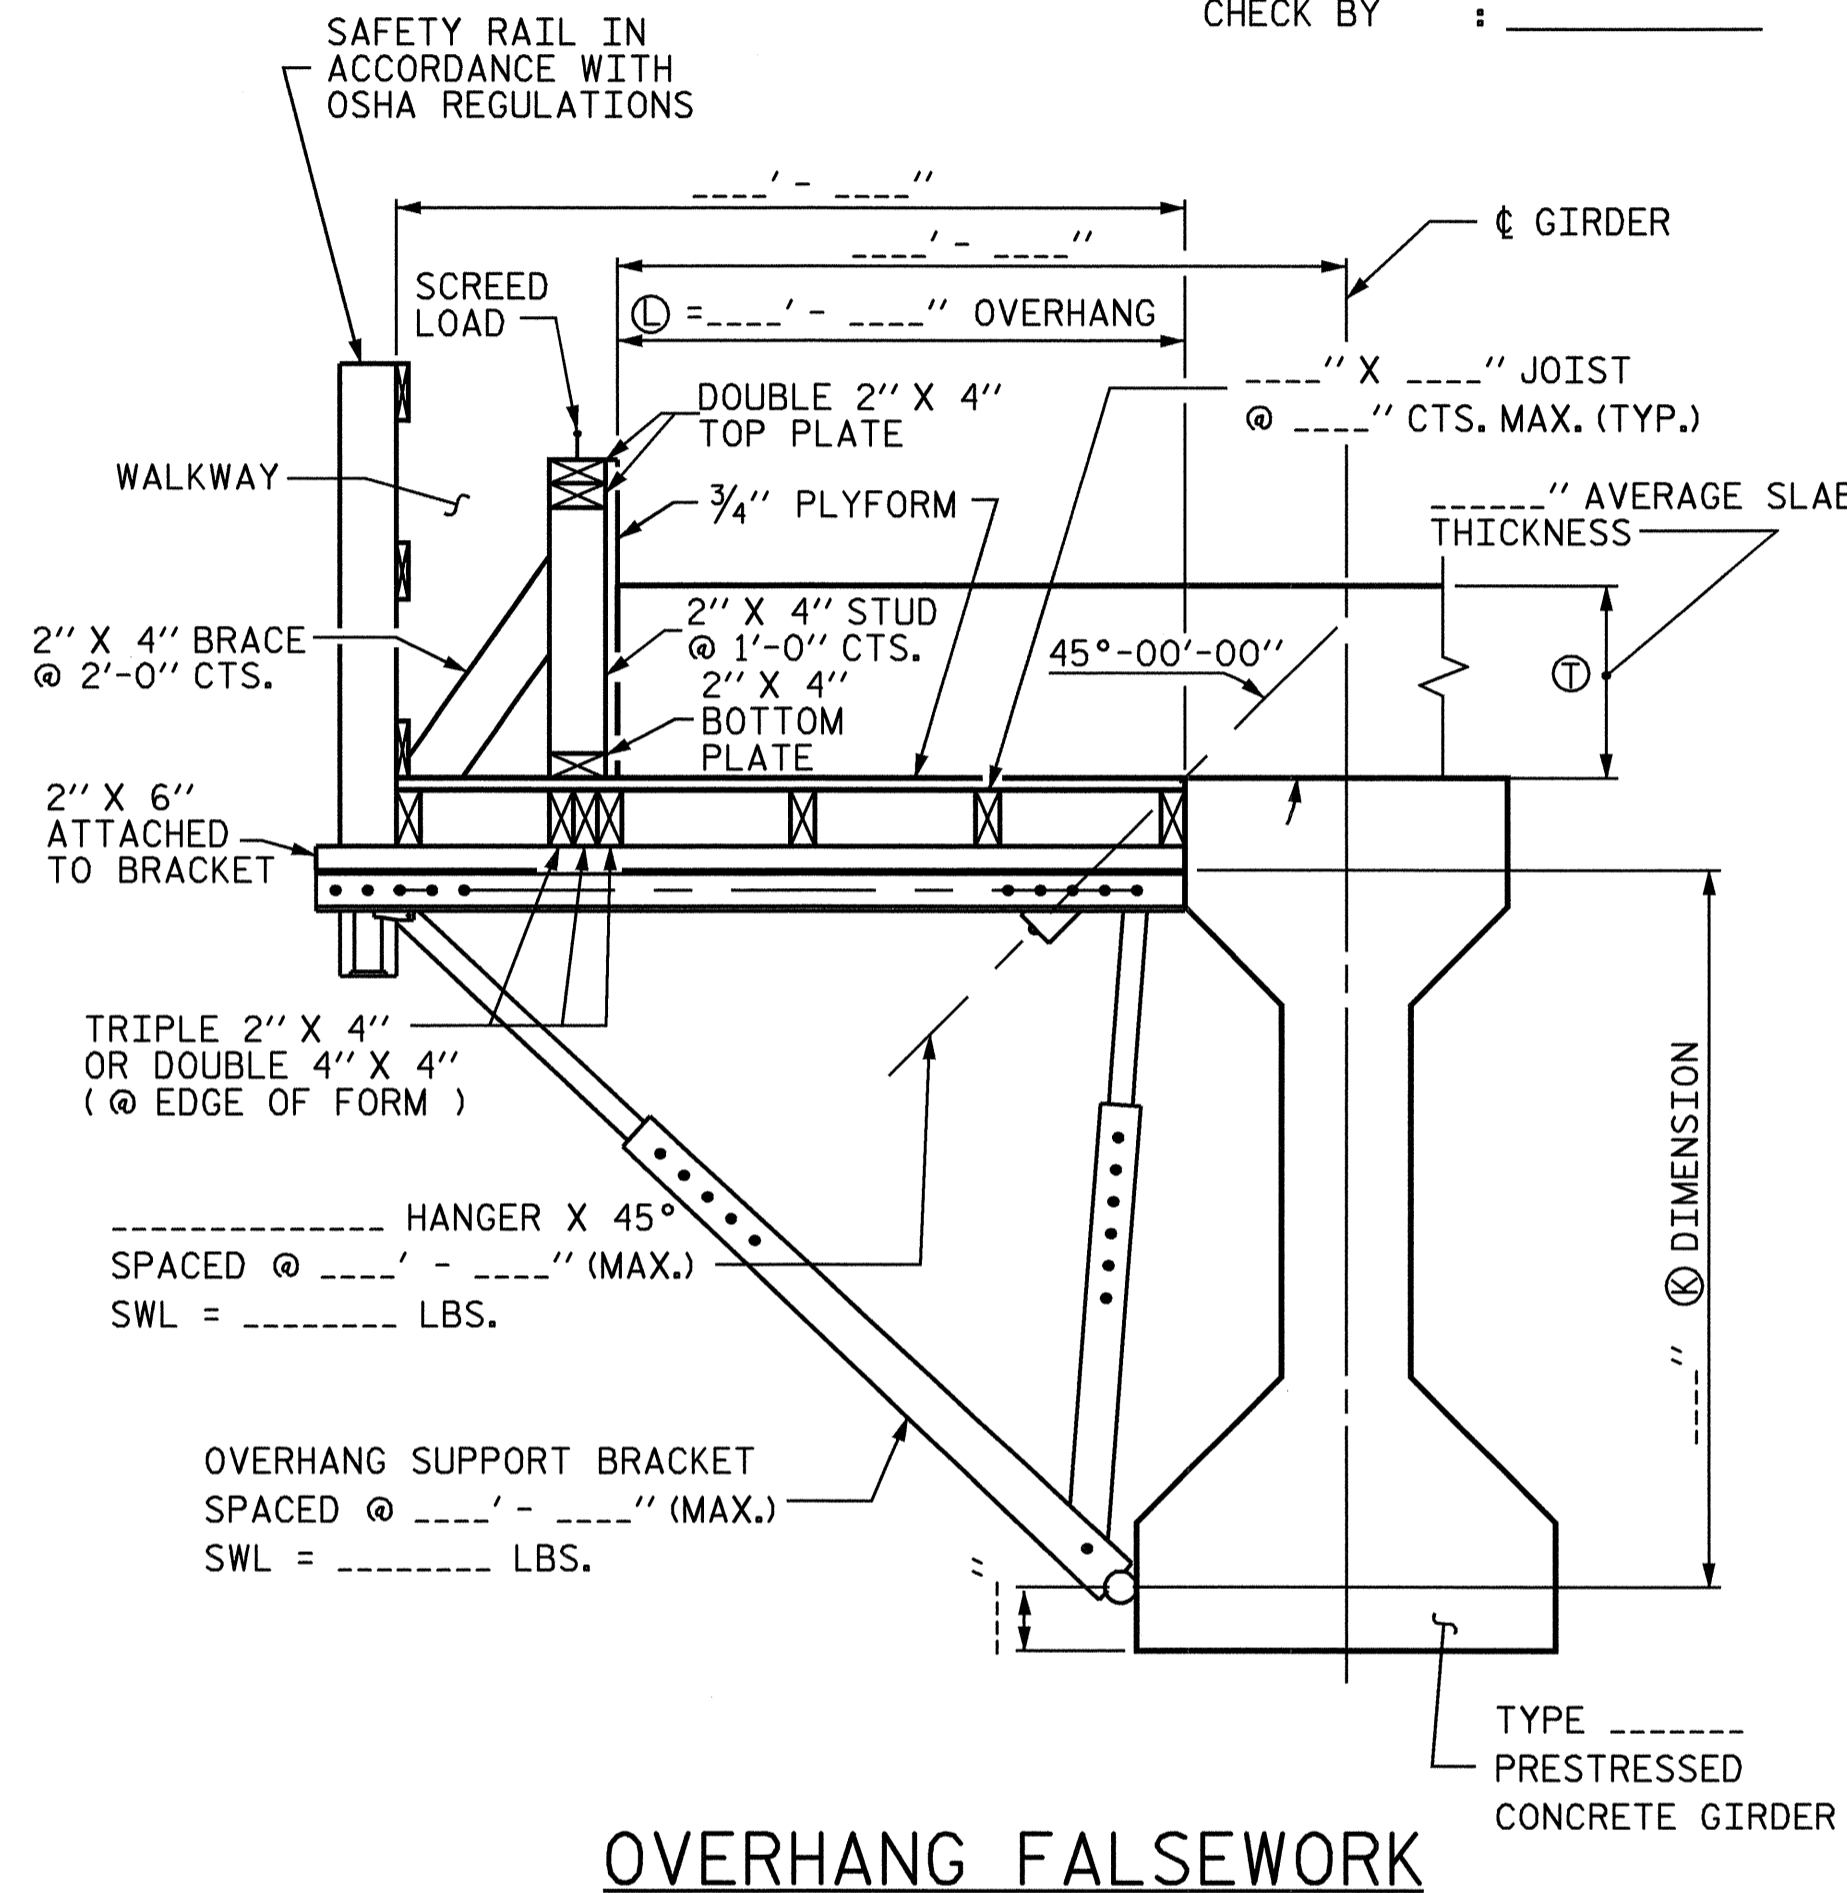 CHECK BY : ____________
SAFETY RAIL IN
ACCORDANCE WITH
OSHA REGULATIONS
____' - ____"
____' - ____"
℄ GIRDER
SCREED
LOAD
Ⓛ =____' - ____" OVERHANG
____" X ____" JOIST
@ ____" CTS. MAX. (TYP.)
DOUBLE 2" X 4"
TOP PLATE
WALKWAY
3/4" PLYFORM
______" AVERAGE SLAB
THICKNESS
2" X 4" STUD
@ 1'-0" CTS.
2" X 4" BRACE
@ 2'-0" CTS.
45°-00'-00"
Ⓣ
2" X 4"
BOTTOM
PLATE
2" X 6"
ATTACHED
TO BRACKET
TRIPLE 2" X 4"
OR DOUBLE 4" X 4"
( @ EDGE OF FORM )
____" Ⓚ DIMENSION
______________ HANGER X 45°
SPACED @ ____' - ____" (MAX.)
SWL = ________ LBS.
OVERHANG SUPPORT BRACKET
SPACED @ ____' - ____" (MAX.)
SWL = ________ LBS.
____"
TYPE _______
PRESTRESSED
CONCRETE GIRDER
OVERHANG FALSEWORK